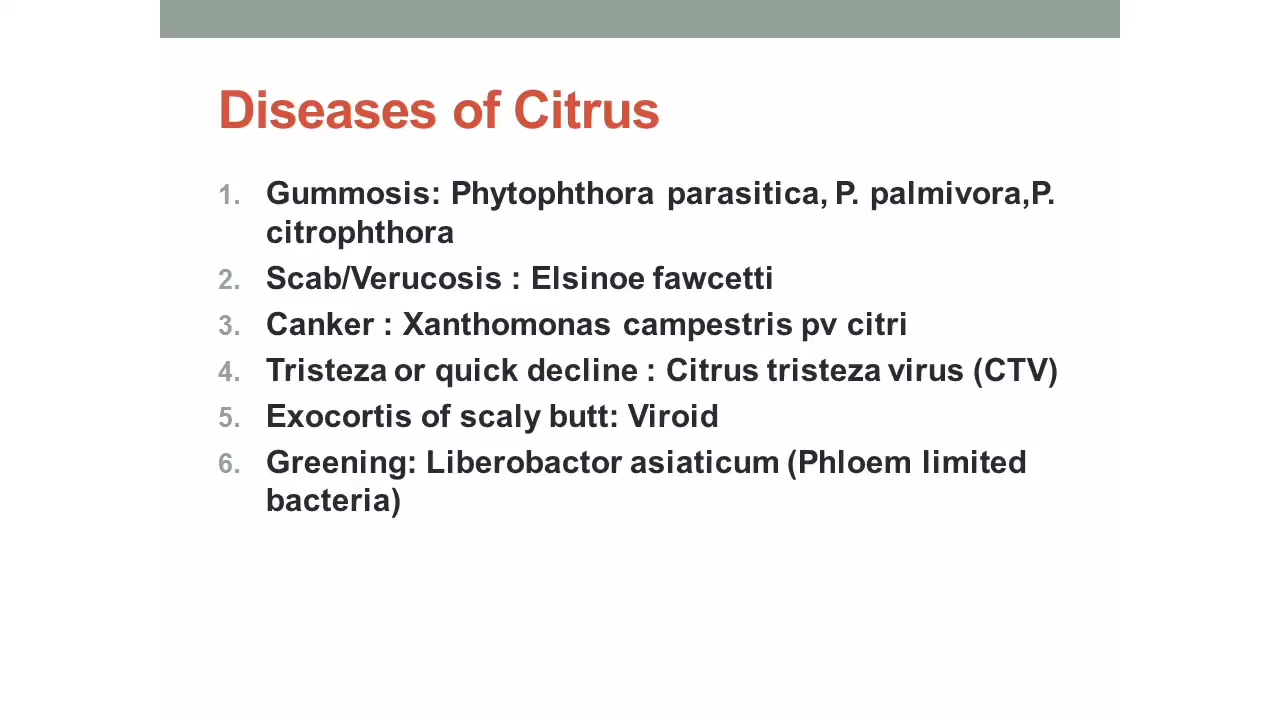 Diseases of Citrus
1. Gummosis: Phytophthora parasitica, P. palmivora,P.
citrophthora
2. Scab/Verucosis : Elsinoe fawcetti
3. Canker : Xanthomonas campestris pv citri
4. Tristeza or quick decline : Citrus tristeza virus (CTV)
5. Exocortis of scaly butt: Viroid
6. Greening: Liberobactor asiaticum (Phloem limited
bacteria)